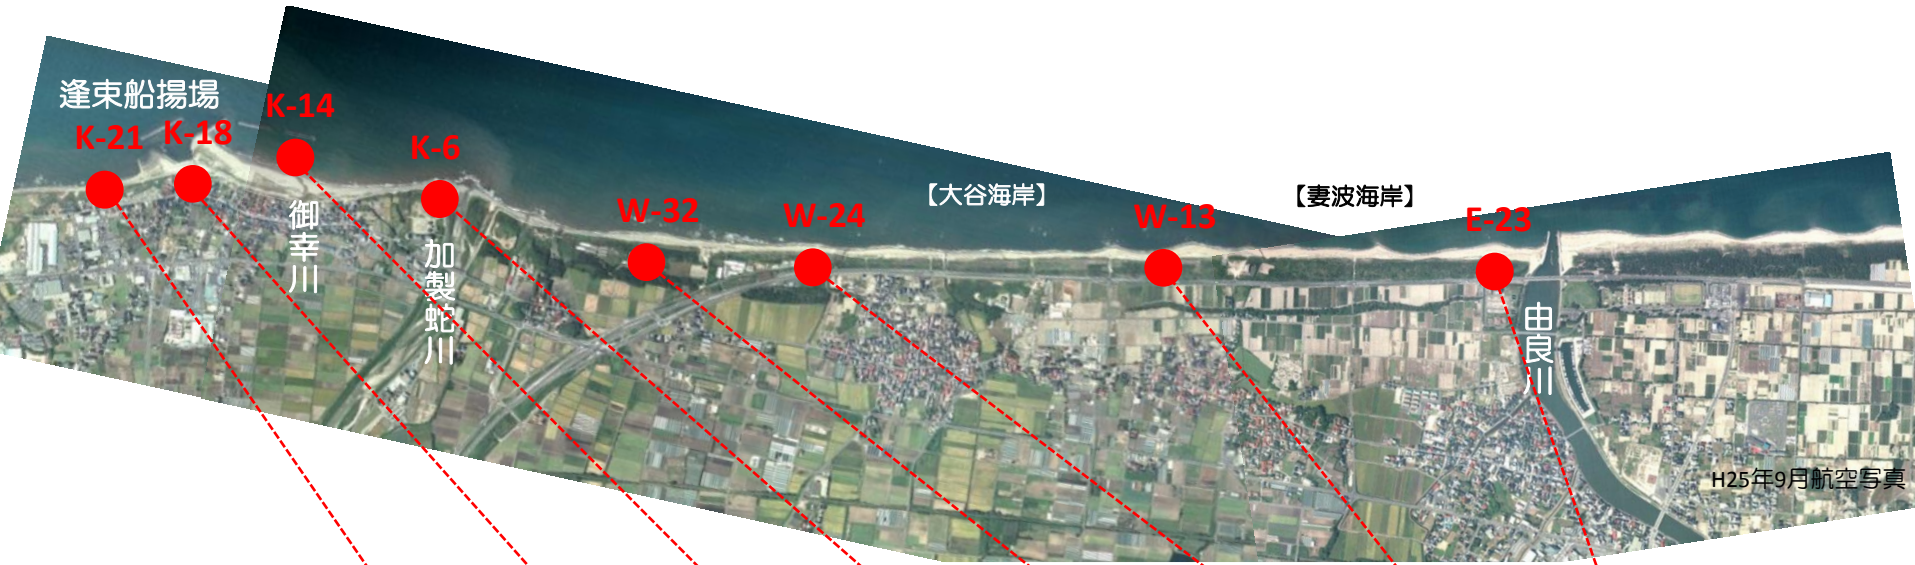 逢束船揚場
K-21
K-18
K-14
K-6
W-32
W-24
【大谷海岸】
W-13
【妻波海岸】
E-23
御幸川
加製蛇川
由良川
H25年9月航空写真